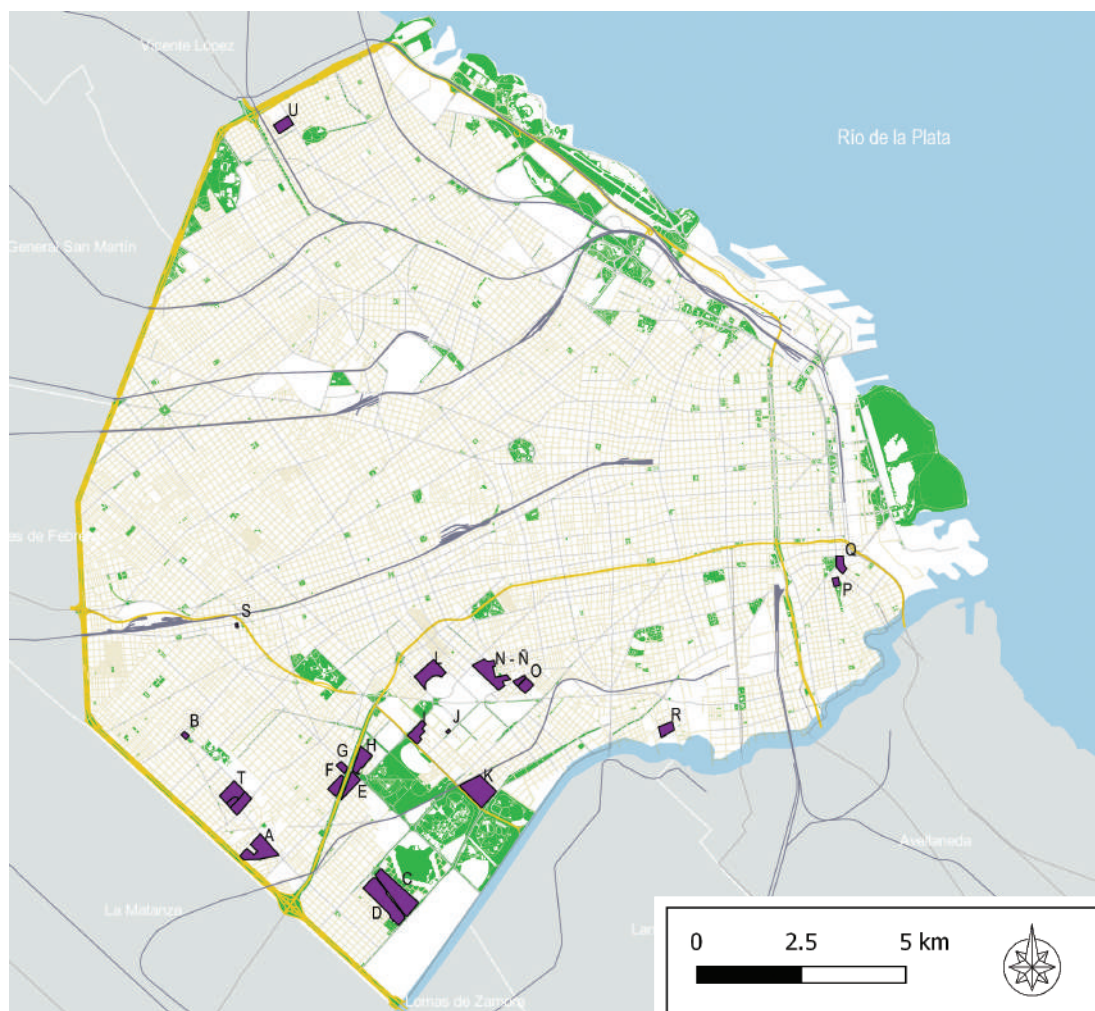 Vicente López
U
Río de la Plata
General San Martín
Q
P
S
L
N - Ñ
O
J
R
B
H
G
F
E
K
T
A
C
D
Avellaneda
La Matanza
Lomas de Zamora
0 2.5 5 km